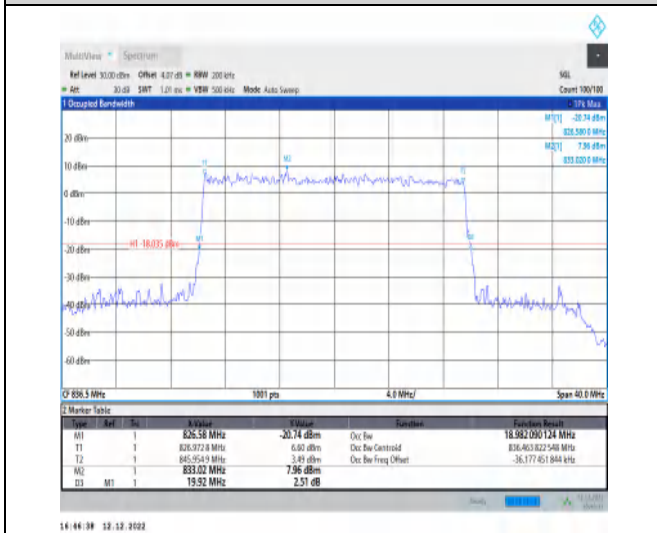 MultiView Spectrum
Ref Level 30.00 dBm Offset 4.07 dB RBW 200 kHz SGL
Att 30 dB SWT 1.01 ms VBW 500 kHz Mode Auto Sweep Count 100/100
1 Occupied Bandwidth 1Pk Max
M1[1] -20.74 dBm
826.580 0 MHz
M2[1] 7.96 dBm
833.020 0 MHz
20 dBm
10 dBm
T1 M2 T2
0 dBm
-10 dBm
H1 -18.035 dBm M1
-20 dBm
-30 dBm
-40 dBm
-50 dBm
-60 dBm
CF 836.5 MHz 1001 pts 4.0 MHz/ Span 40.0 MHz
2 Marker Table
Type Ref Trc X-Value Y-Value Function Function Result
M1 1 826.58 MHz -20.74 dBm Occ Bw 18.982 090 124 MHz
T1 1 826.972 8 MHz 6.60 dBm Occ Bw Centroid 836.463 822 548 MHz
T2 1 845.954 9 MHz 3.49 dBm Occ Bw Freq Offset -36.177 451 844 kHz
M2 1 833.02 MHz 7.96 dBm
D3 M1 1 19.92 MHz 2.51 dB
Ready
16:46:38 12.12.2022